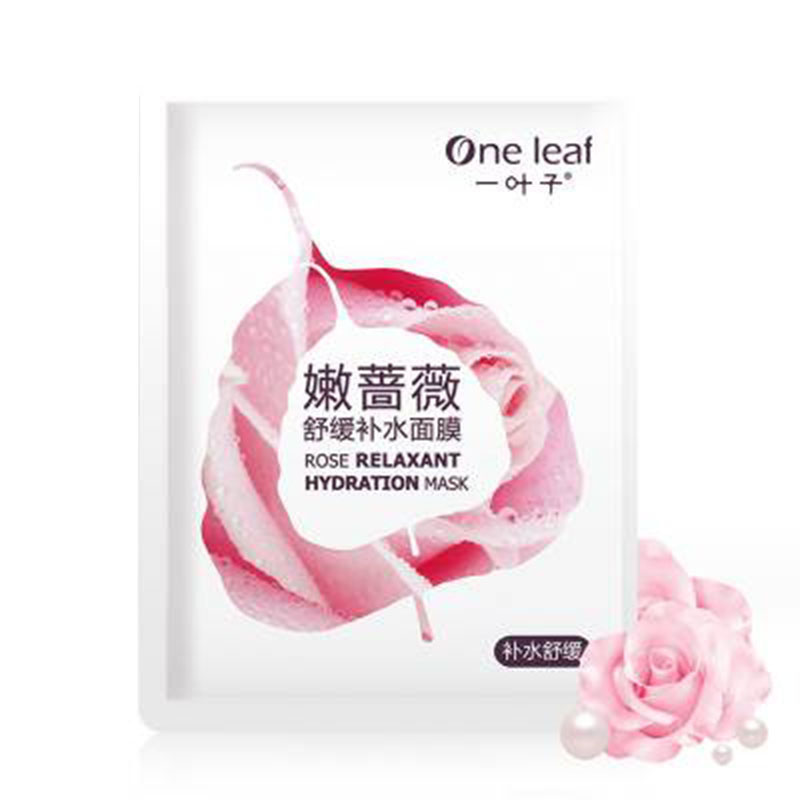 One leaf
一叶子®
嫩蔷薇
舒缓补水面膜
ROSE RELAXANT
HYDRATION MASK
补水舒缓